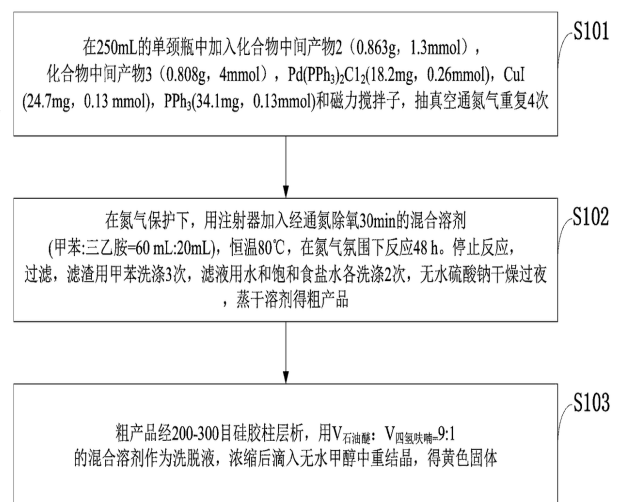 S101
在250mL的单颈瓶中加入化合物中间产物2（0.863g，1.3mmol），
化合物中间产物3（0.808g，4mmol），Pd(PPh₃)₂C1₂(18.2mg，0.26mmol)，CuI
(24.7mg，0.13 mmol)，PPh₃(34.1mg，0.13mmol)和磁力搅拌子，抽真空通氮气重复4次
S102
在氮气保护下，用注射器加入经通氮除氧30min的混合溶剂
(甲苯:三乙胺=60 mL:20mL)，恒温80℃，在氮气氛围下反应48 h。停止反应，
过滤，滤渣用甲苯洗涤3次，滤液用水和饱和食盐水各洗涤2次，无水硫酸钠干燥过夜
，蒸干溶剂得粗产品
S103
粗产品经200-300目硅胶柱层析，用V石油醚：V四氢呋喃=9:1
的混合溶剂作为洗脱液，浓缩后滴入无水甲醇中重结晶，得黄色固体